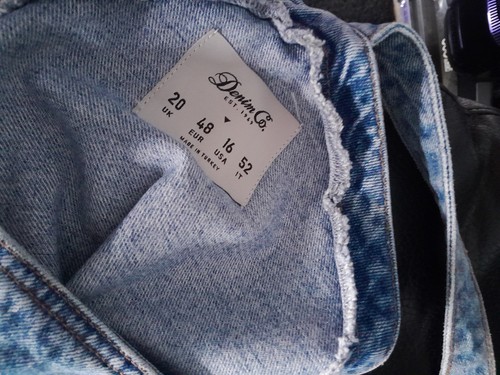 Denim Co.
EST. 1969
20 48 16 52
UK EUR USA IT
MADE IN TURKEY